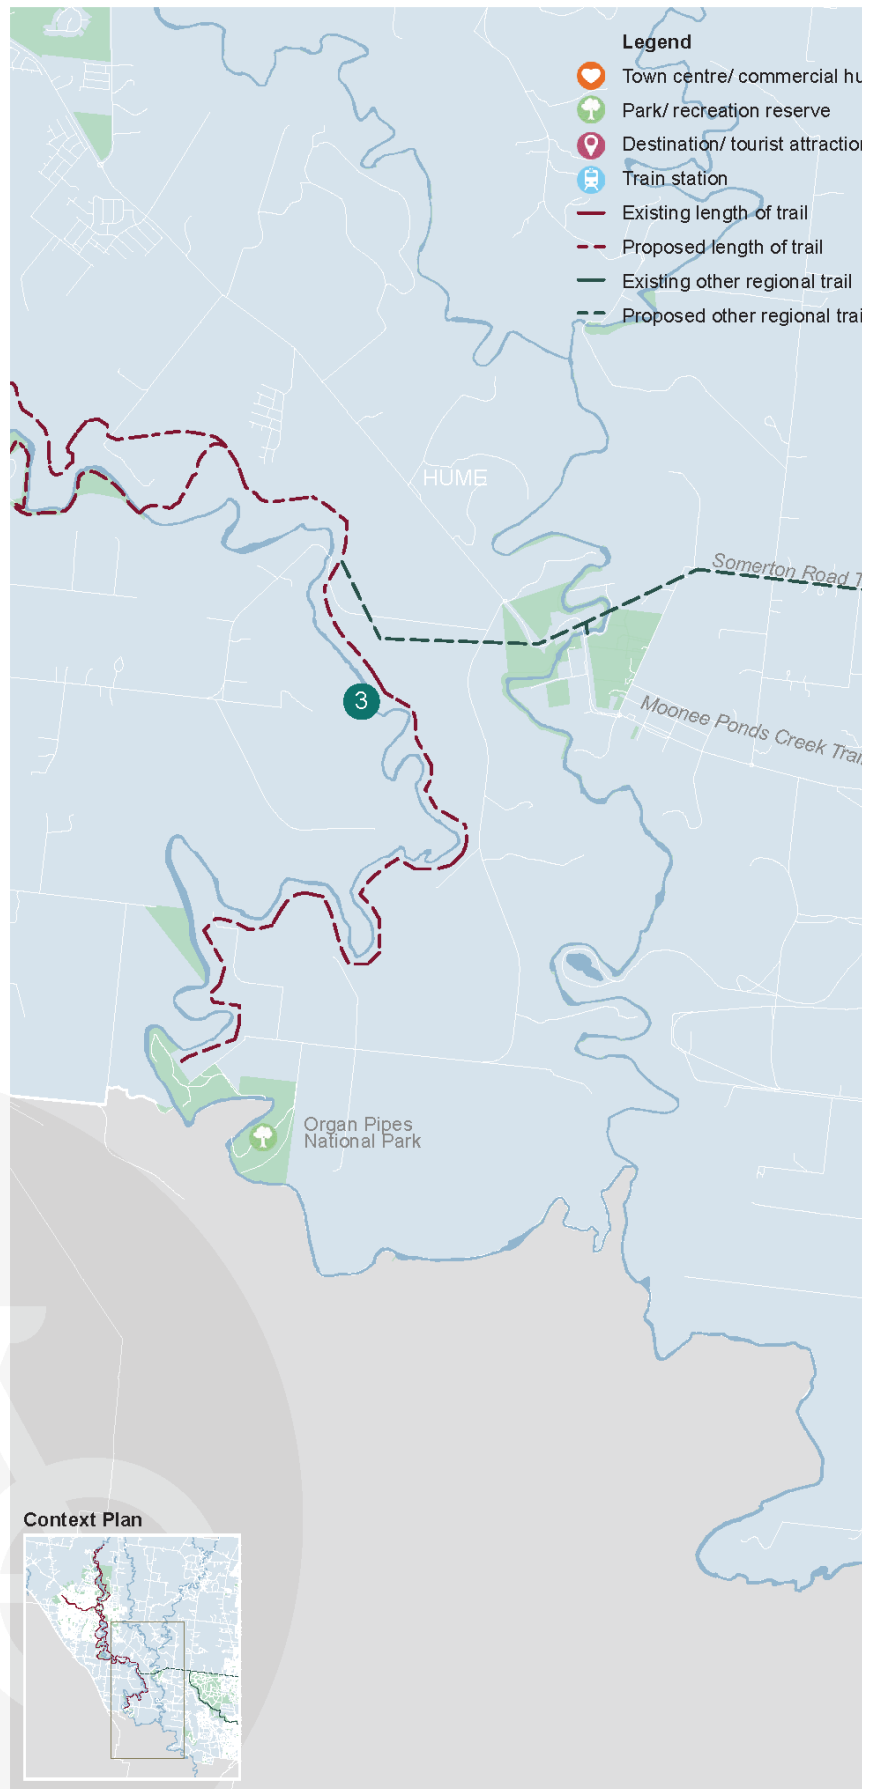 Legend
Town centre/ commercial hu
Park/ recreation reserve
Destination/ tourist attraction
Train station
Existing length of trail
Proposed length of trail
Existing other regional trail
Proposed other regional trai
HUME
Somerton Road T
3
Moonee Ponds Creek Trai
Organ Pipes
National Park
Context Plan